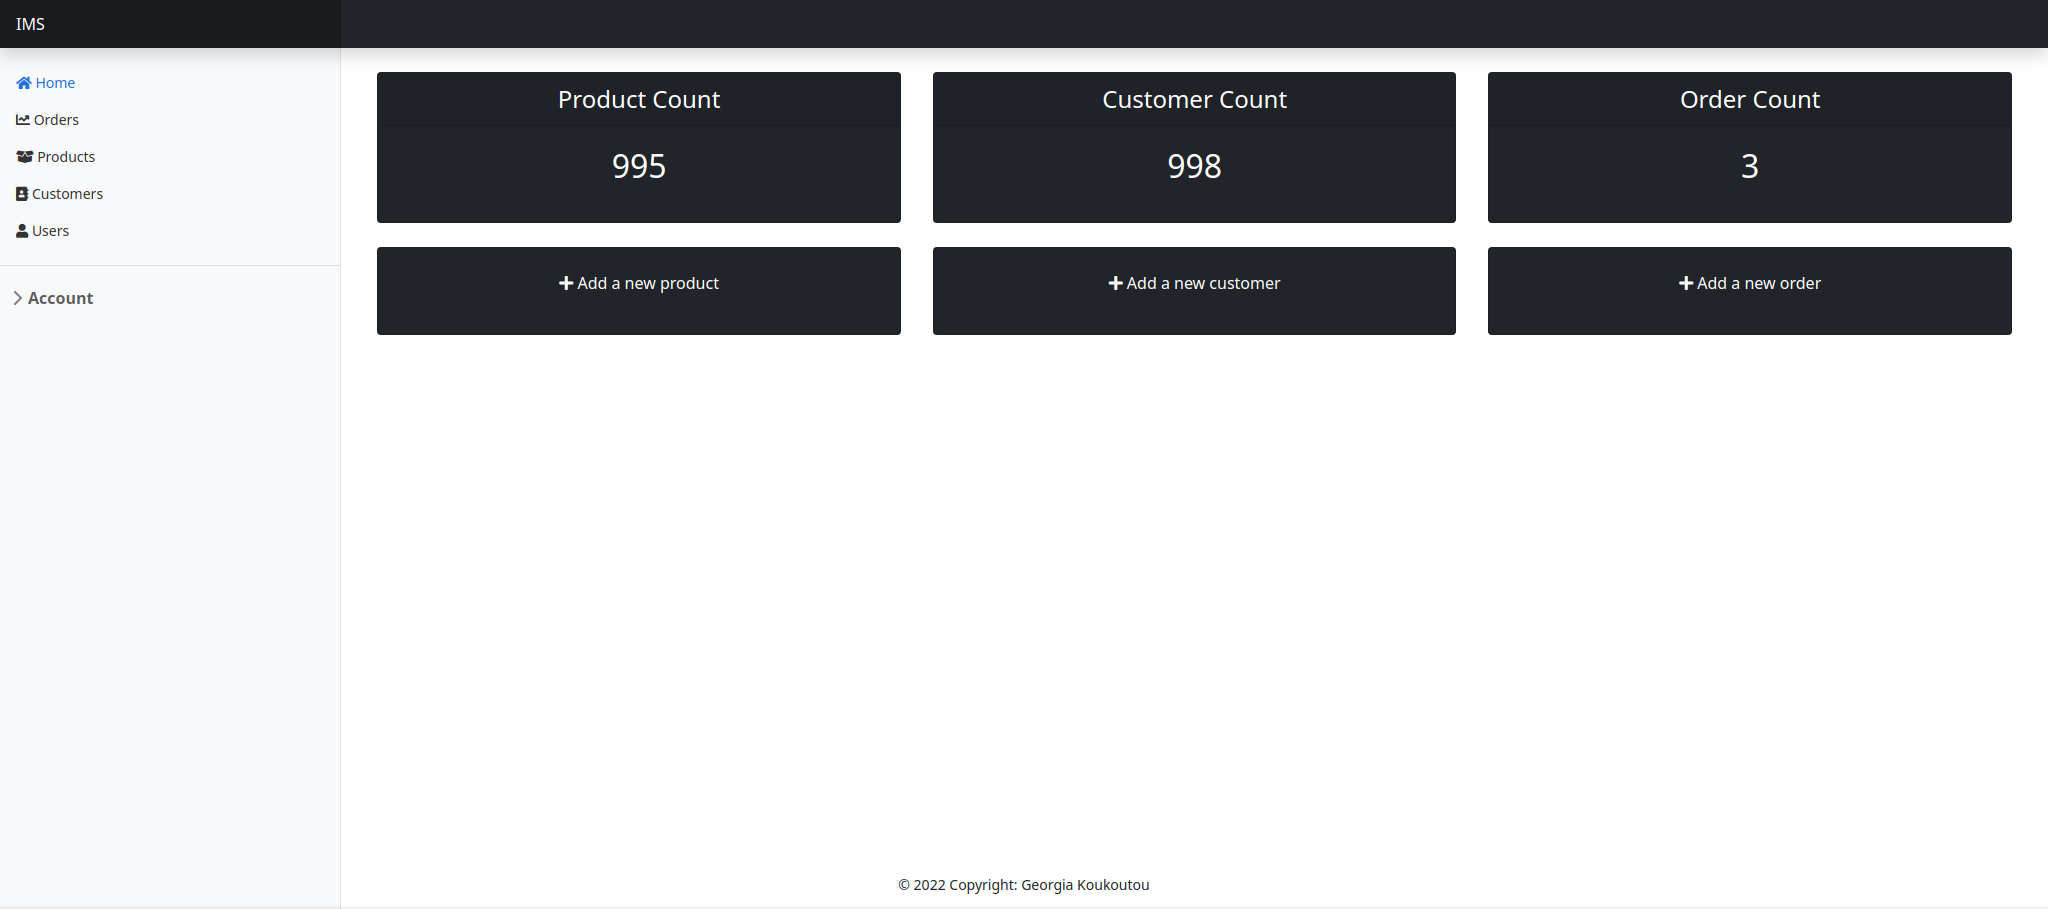 IMS
Home
Orders
Products
Customers
Users
Account
Product Count
995
Customer Count
998
Order Count
3
Add a new product
Add a new customer
Add a new order
© 2022 Copyright: Georgia Koukoutou